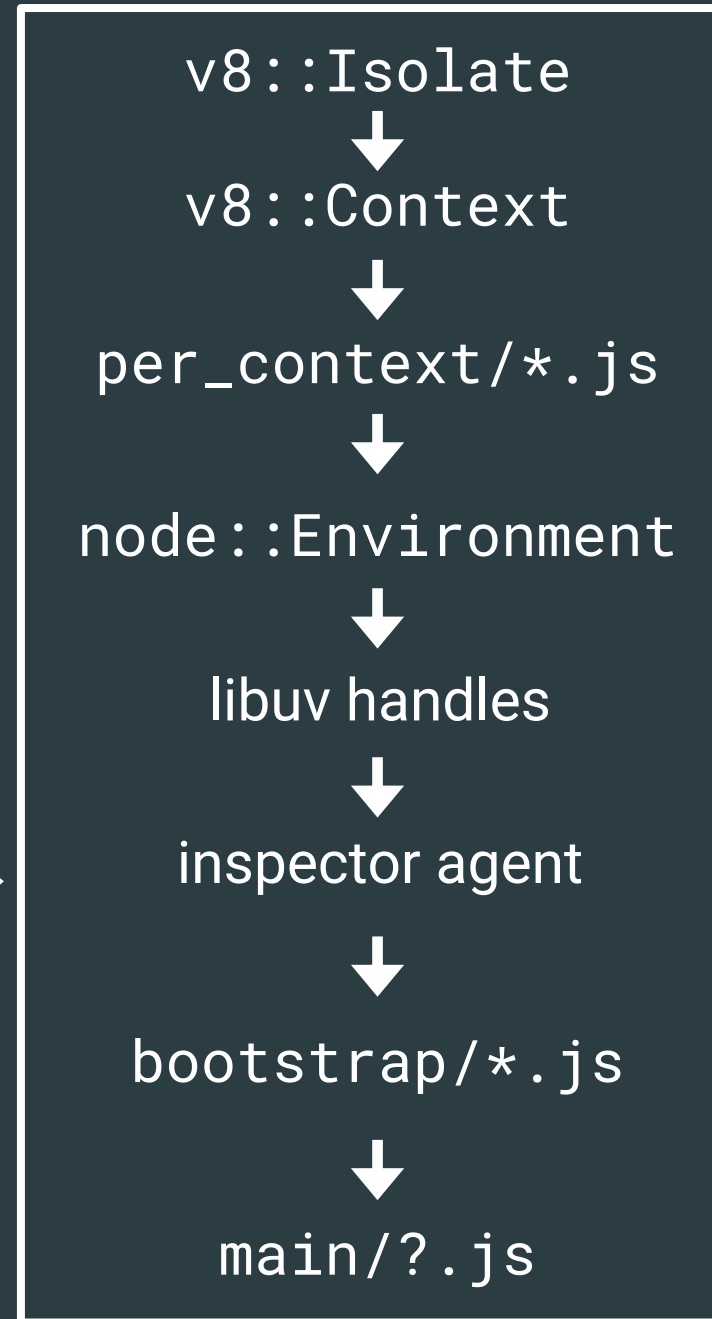 v8::Isolate
v8::Context
per_context/*.js
node::Environment
libuv handles
inspector agent
bootstrap/*.js
main/?.js